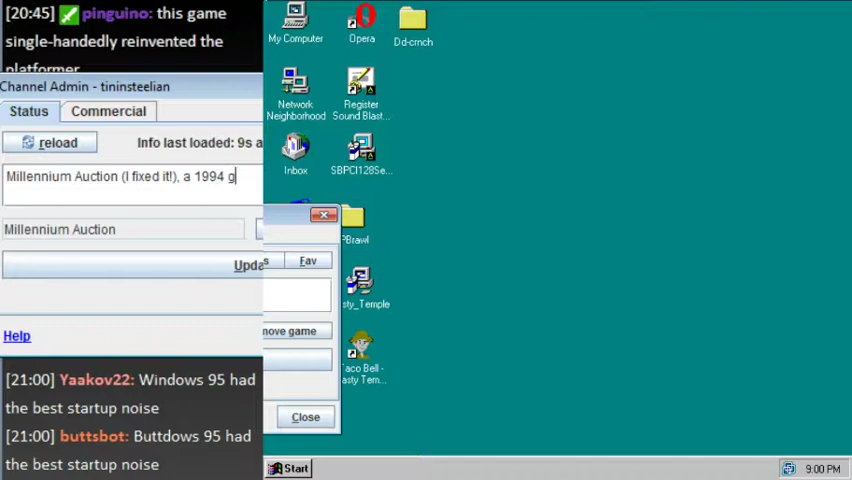 [20:45] pinguino: this game
single-handedly reinvented the
platformer
Channel Admin - tininsteelian
Status Commercial
reload Info last loaded: 9s a
Millennium Auction (I fixed it!), a 1994 g
Millennium Auction
Upda
s Fav
move game
Help
Close
[21:00] Yaakov22: Windows 95 had
the best startup noise
[21:00] buttsbot: Buttdows 95 had
the best startup noise
My Computer
Opera
Dd-crnch
Network
Neighborhood
Register
Sound Blast...
Inbox
SBPCI128Se...
PBrawl
sty_Temple
Taco Bell -
asty Tem...
Start
9:00 PM